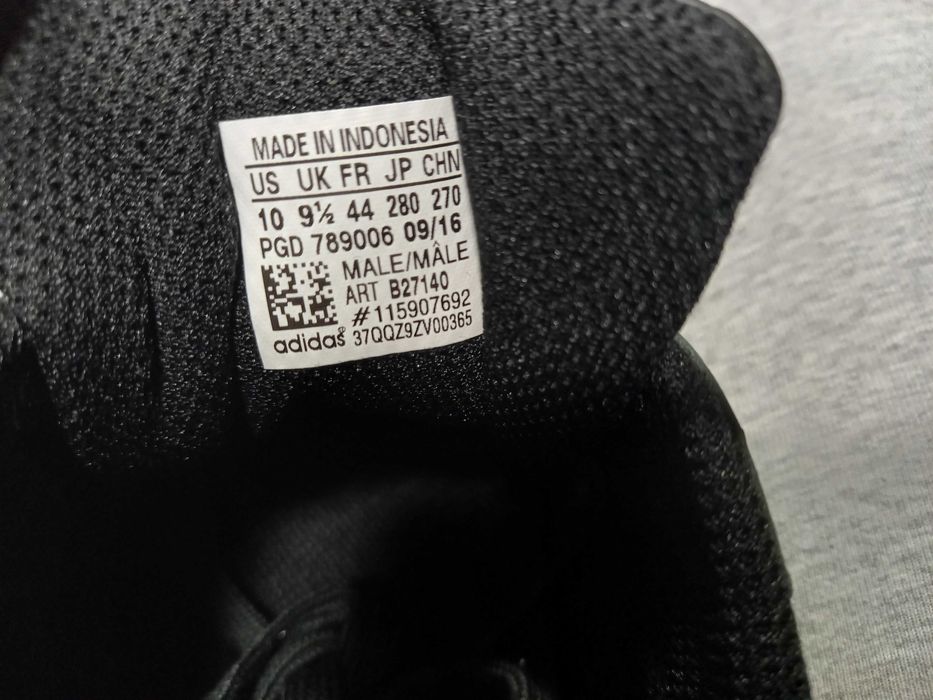 MADE IN INDONESIA
US UK FR JP CHN
10 9½ 44 280 270
PGD 789006 09/16
MALE/MÂLE
ART B27140
#115907692
adidas® 37QQZ9ZV00365